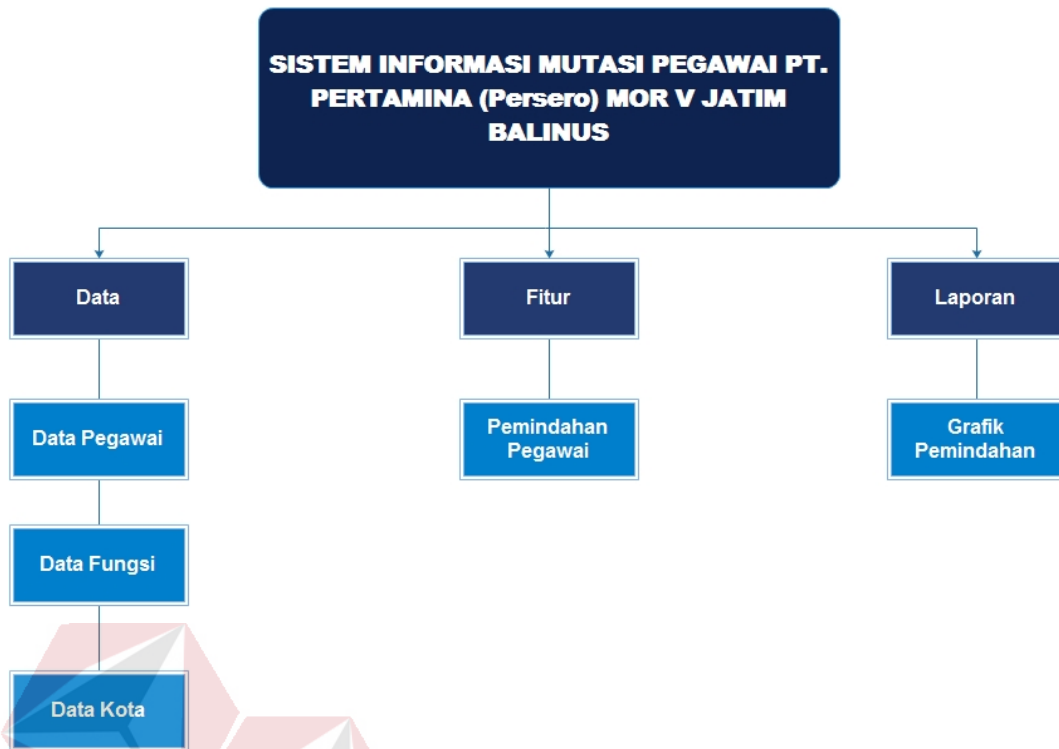 SISTEM INFORMASI MUTASI PEGAWAI PT.
PERTAMINA (Persero) MOR V JATIM
BALINUS
Data
Fitur
Laporan
Data Pegawai
Pemindahan
Pegawai
Grafik
Pemindahan
Data Fungsi
Data Kota